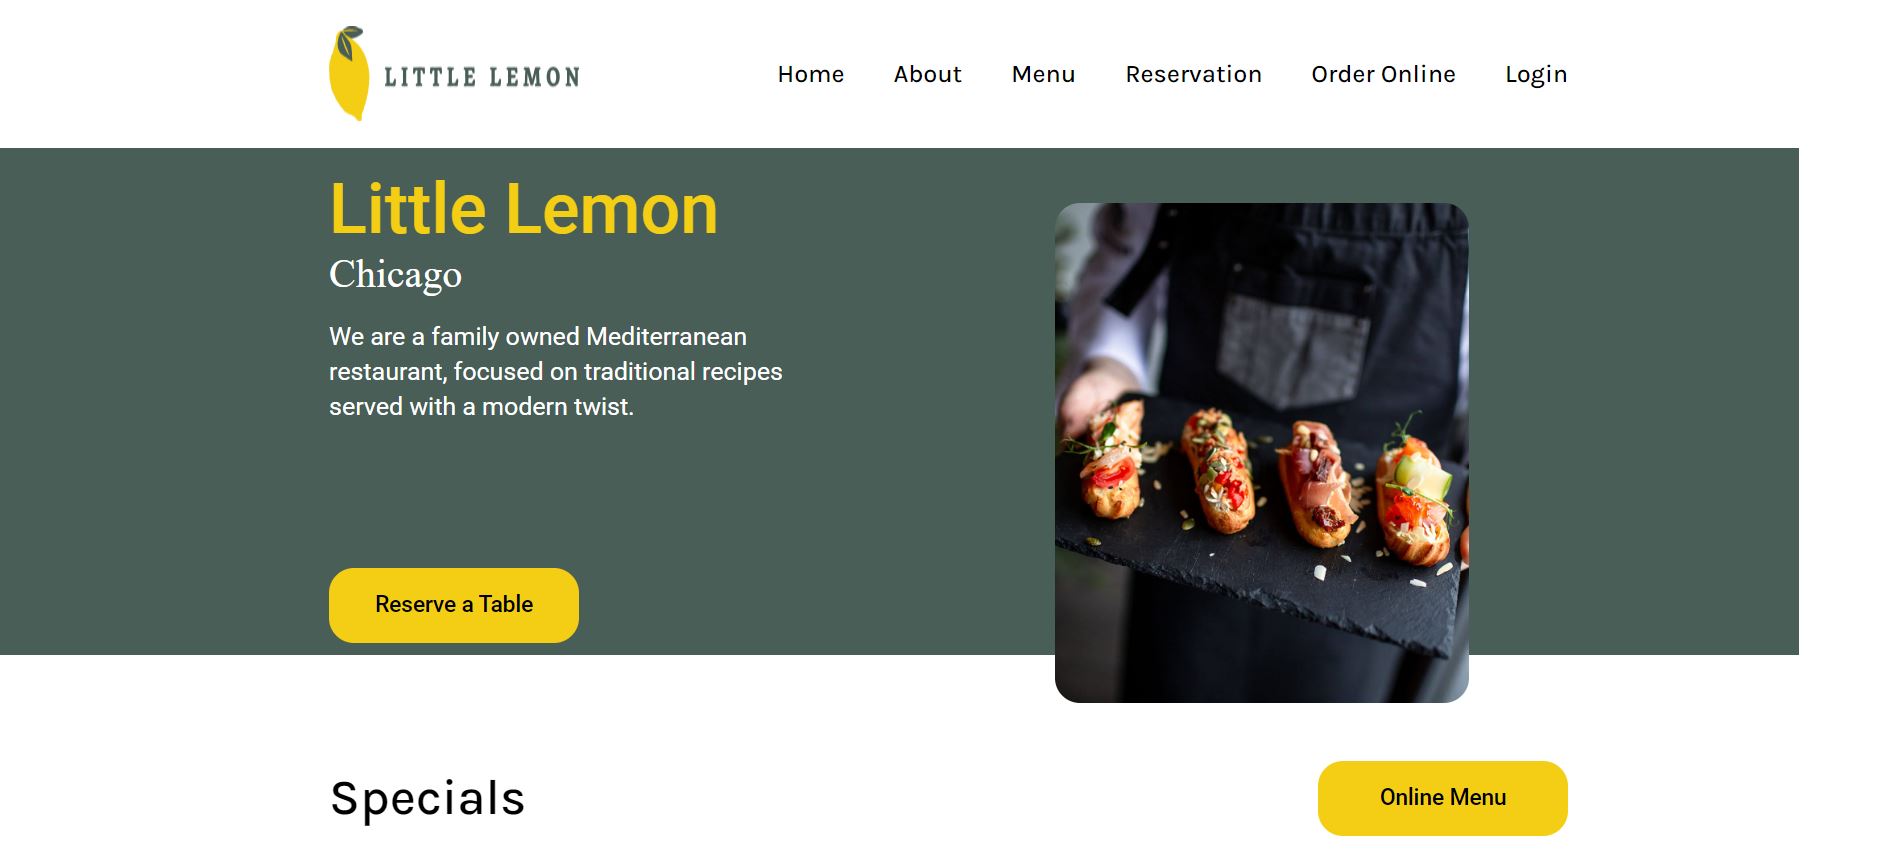 LITTLE LEMON
Home About Menu Reservation Order Online Login
Little Lemon
Chicago
We are a family owned Mediterranean
restaurant, focused on traditional recipes
served with a modern twist.
Reserve a Table
Specials
Online Menu